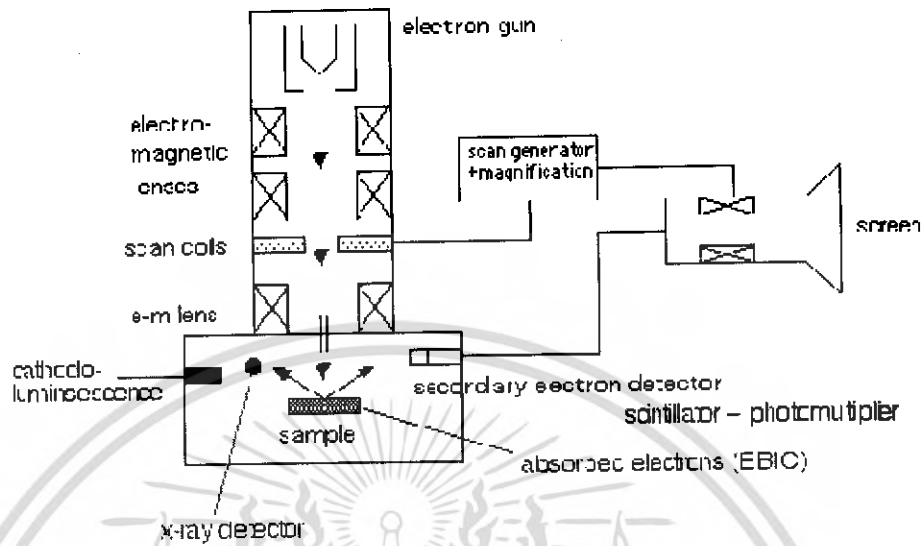 electron gun
electro-
magnetic
scan generator
+magnification
screen
scan coils
e-m lens
cathodo-
luminescence
secondary electron detector
scintillator – photomutiplier
sample
absorbed electrons (EBIC)
x-ray detector